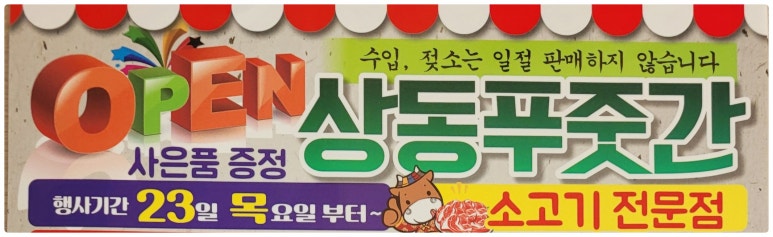 OPEN
수입, 젖소는 일절 판매하지 않습니다
상동푸줏간
사은품 증정
행사기간 23일 목요일 부터~
소고기 전문점